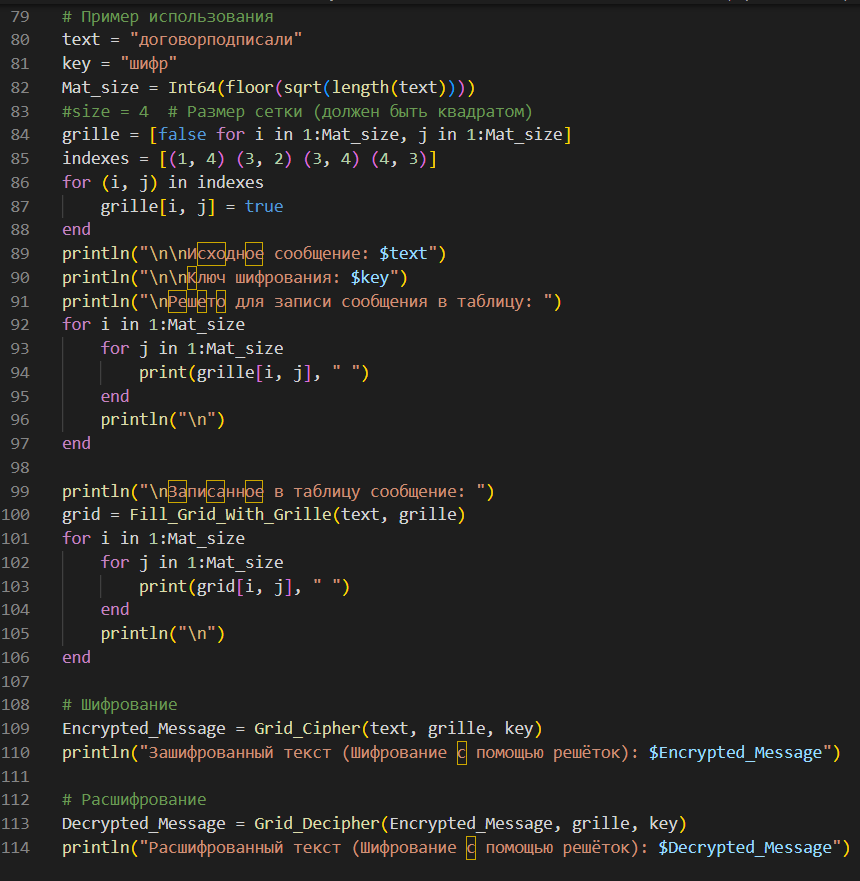 79 # Пример использования
80 text = "договорподписали"
81 key = "шифр"
82 Mat_size = Int64(floor(sqrt(length(text))))
83 #size = 4  # Размер сетки (должен быть квадратом)
84 grille = [false for i in 1:Mat_size, j in 1:Mat_size]
85 indexes = [(1, 4) (3, 2) (3, 4) (4, 3)]
86 for (i, j) in indexes
87     grille[i, j] = true
88 end
89 println("\n\nИсходное сообщение: $text")
90 println("\n\nКлюч шифрования: $key")
91 println("\nРешето для записи сообщения в таблицу: ")
92 for i in 1:Mat_size
93     for j in 1:Mat_size
94         print(grille[i, j], " ")
95     end
96     println("\n")
97 end
98
99 println("\nЗаписанное в таблицу сообщение: ")
100 grid = Fill_Grid_With_Grille(text, grille)
101 for i in 1:Mat_size
102     for j in 1:Mat_size
103         print(grid[i, j], " ")
104     end
105     println("\n")
106 end
107
108 # Шифрование
109 Encrypted_Message = Grid_Cipher(text, grille, key)
110 println("Зашифрованный текст (Шифрование с помощью решёток): $Encrypted_Message")
111
112 # Расшифрование
113 Decrypted_Message = Grid_Decipher(Encrypted_Message, grille, key)
114 println("Расшифрованный текст (Шифрование с помощью решёток): $Decrypted_Message")